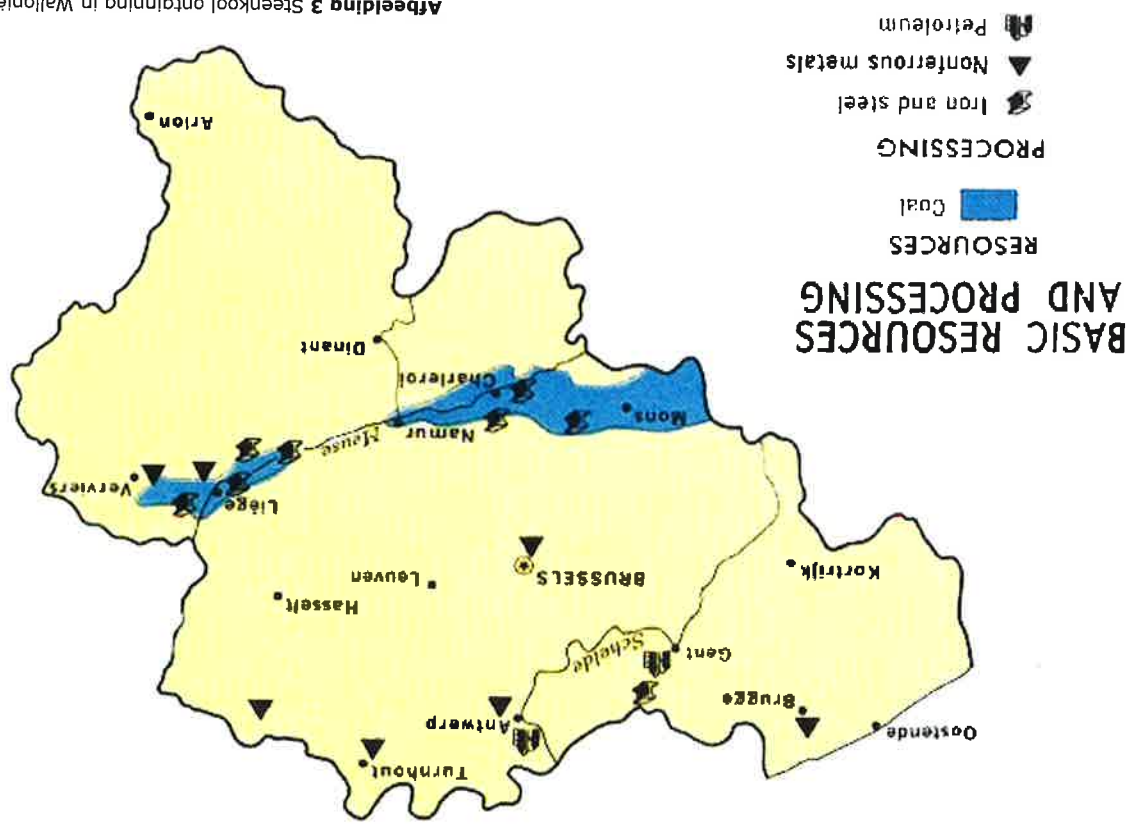 Turnhout
Oostende
Brugge
Antwerp
Gent
Schelde
Hasselt
Leuven
BRUSSELS
Kortrijk
Liège
Verviers
Meuse
Namur
Mons
Charleroi
Dinant
Arlon
BASIC RESOURCES
AND PROCESSING
RESOURCES
Coal
PROCESSING
Iron and steel
Nonferrous metals
Petroleum
Afbeelding 3 Steenkool ontginning in Wallonië